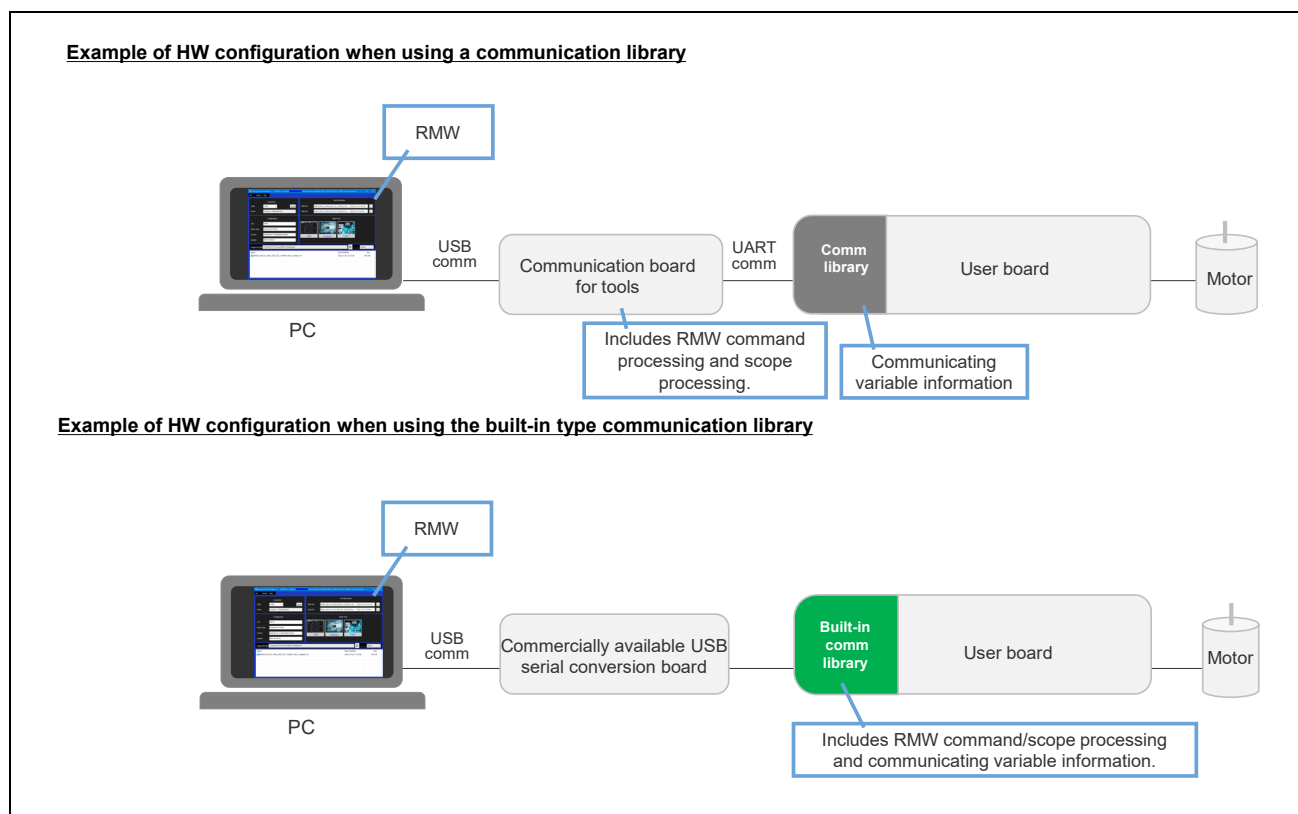 Example of HW configuration when using a communication library
RMW
USB
comm
Communication board
for tools
UART
comm
Comm
library
User board
Motor
PC
Includes RMW command
processing and scope
processing.
Communicating
variable information
Example of HW configuration when using the built-in type communication library
RMW
USB
comm
Commercially available USB
serial conversion board
Built-in
comm
library
User board
Motor
PC
Includes RMW command/scope processing
and communicating variable information.